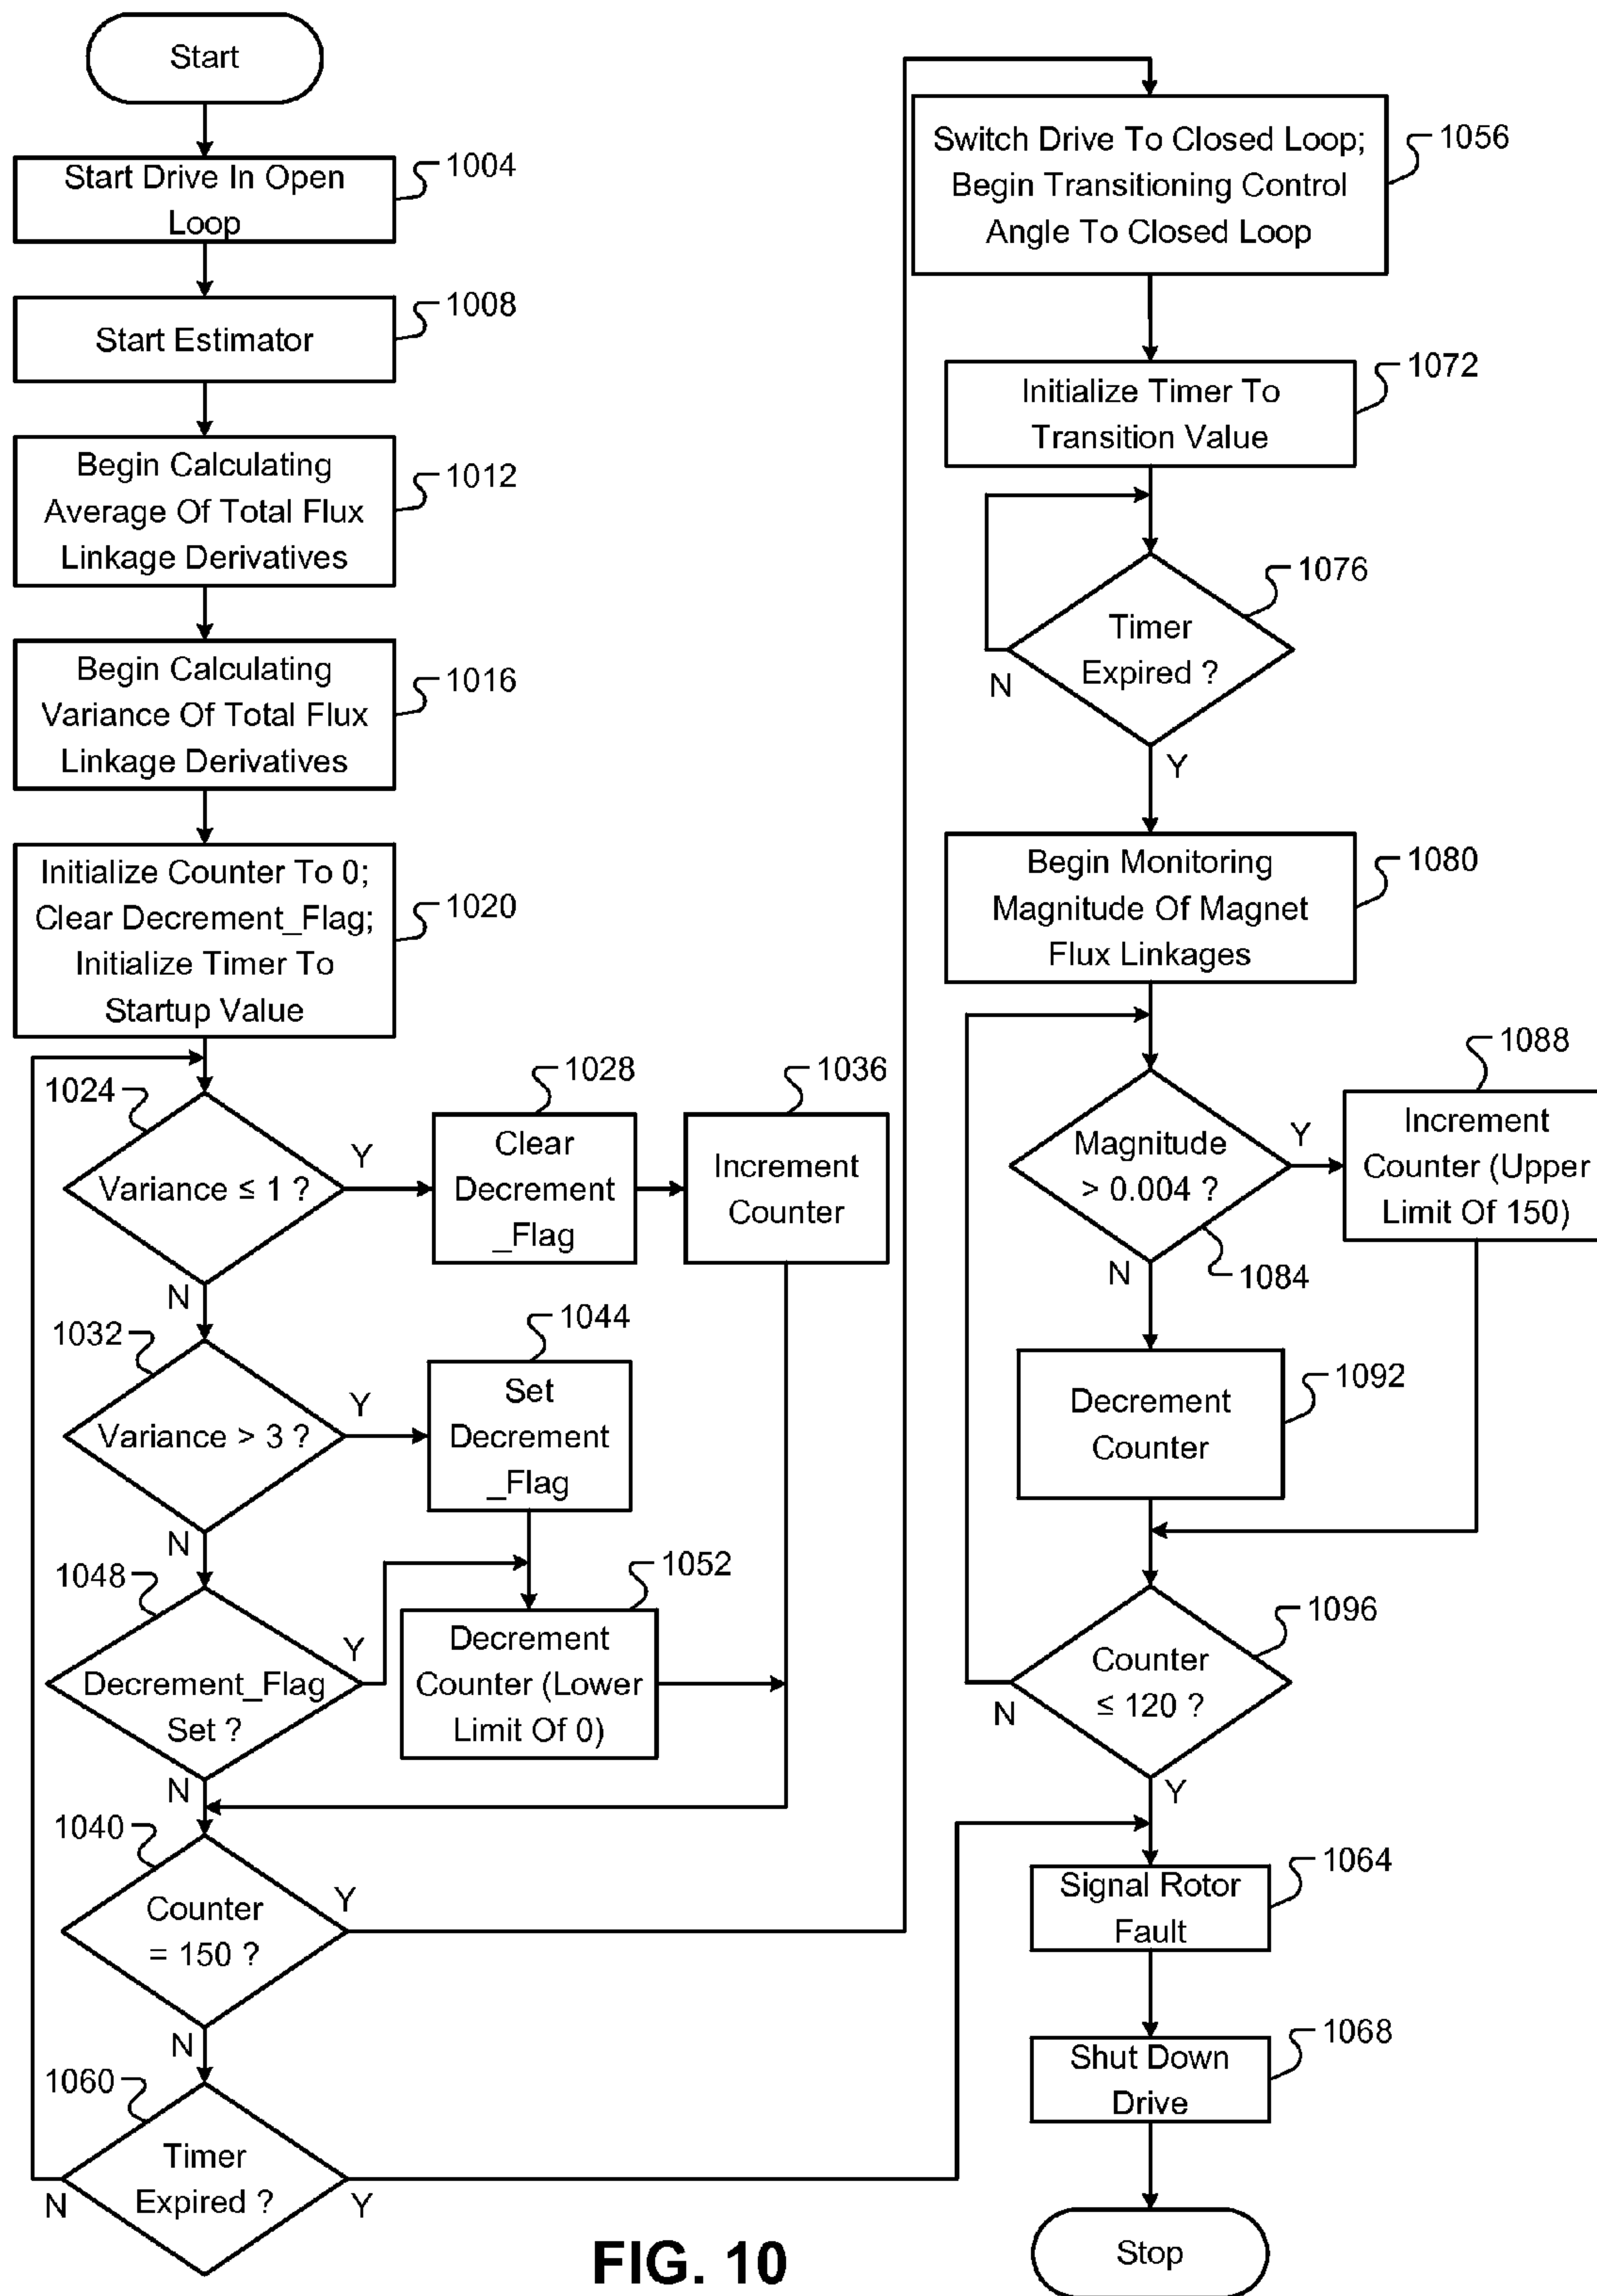 Start
Start Drive In Open
Loop
1004
Start Estimator
1008
Begin Calculating
Average Of Total Flux
Linkage Derivatives
1012
Begin Calculating
Variance Of Total Flux
Linkage Derivatives
1016
Initialize Counter To 0;
Clear Decrement_Flag;
Initialize Timer To
Startup Value
1020
1024
Variance ≤ 1 ?
Y
N
1028
Clear
Decrement
_Flag
1036
Increment
Counter
1032
Variance > 3 ?
Y
N
1044
Set
Decrement
_Flag
1048
Decrement_Flag
Set ?
Y
N
1052
Decrement
Counter (Lower
Limit Of 0)
1040
Counter
= 150 ?
Y
N
1060
Timer
Expired ?
N
Y
Switch Drive To Closed Loop;
Begin Transitioning Control
Angle To Closed Loop
1056
Initialize Timer To
Transition Value
1072
1076
Timer
Expired ?
N
Y
Begin Monitoring
Magnitude Of Magnet
Flux Linkages
1080
Magnitude
> 0.004 ?
Y
N
1084
1088
Increment
Counter (Upper
Limit Of 150)
Decrement
Counter
1092
1096
Counter
≤ 120 ?
N
Y
Signal Rotor
Fault
1064
Shut Down
Drive
1068
Stop
FIG. 10